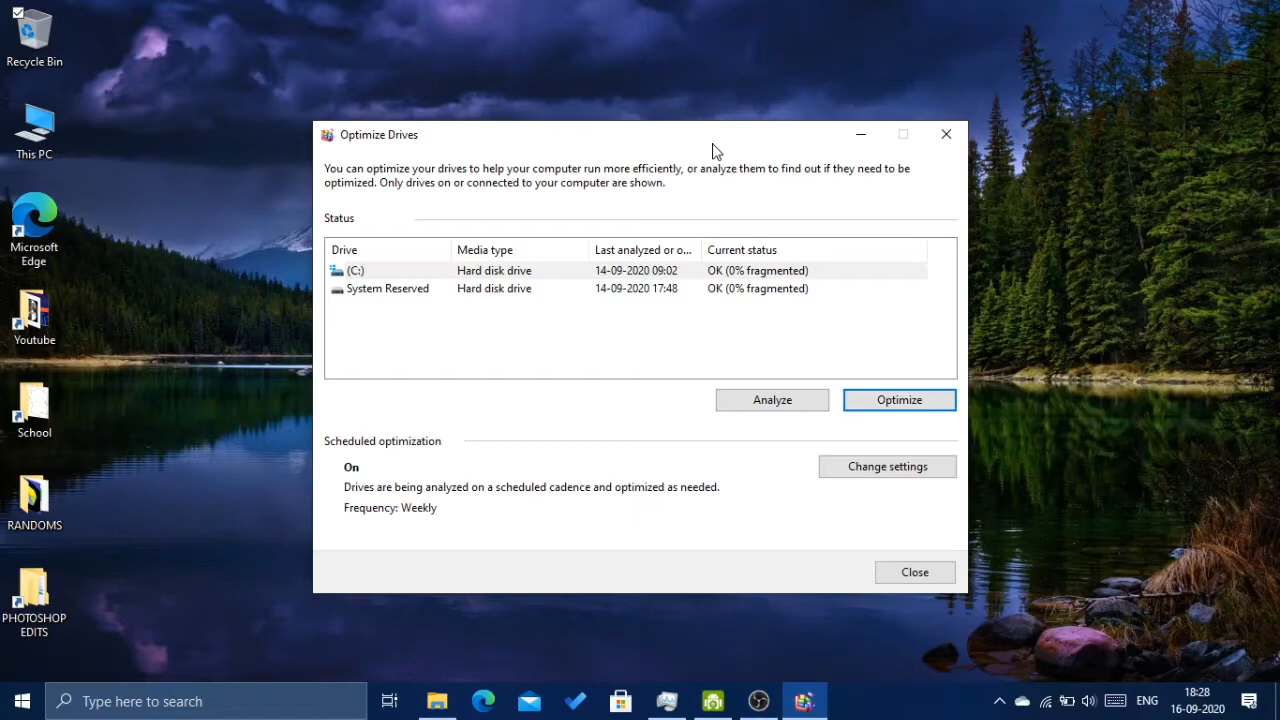 Recycle Bin
This PC
Microsoft
Edge
Youtube
School
RANDOMS
PHOTOSHOP
EDITS
Optimize Drives
You can optimize your drives to help your computer run more efficiently, or analyze them to find out if they need to be
optimized. Only drives on or connected to your computer are shown.
Status
Drive Media type Last analyzed or o... Current status
(C:) Hard disk drive 14-09-2020 09:02 OK (0% fragmented)
System Reserved Hard disk drive 14-09-2020 17:48 OK (0% fragmented)
Analyze Optimize
Scheduled optimization
On
Change settings
Drives are being analyzed on a scheduled cadence and optimized as needed.
Frequency: Weekly
Close
Type here to search
ENG
18:28
16-09-2020